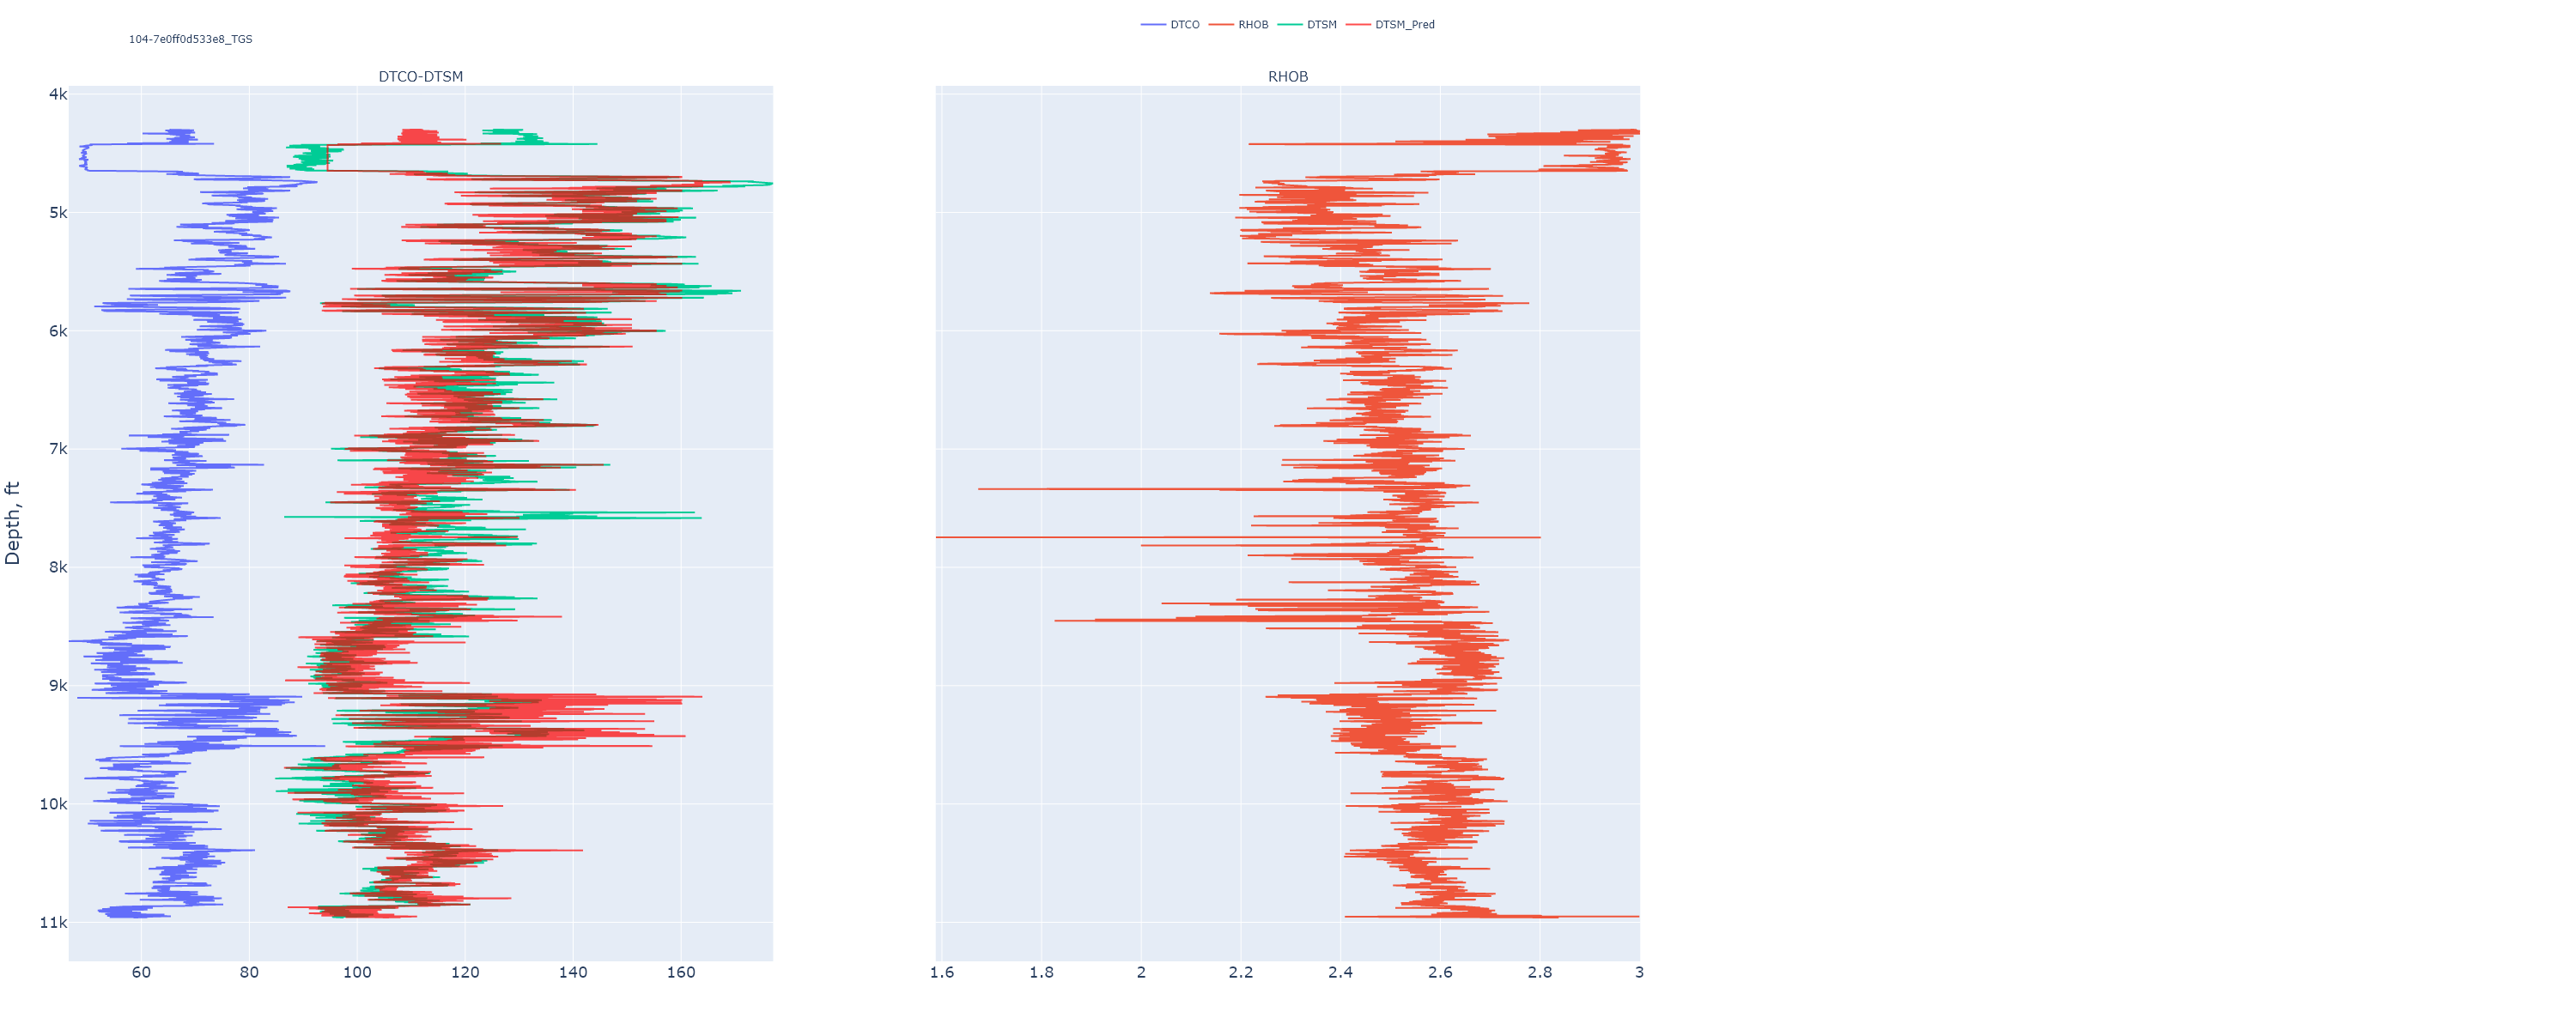 DTCO RHOB DTSM DTSM_Pred
104-7e0ff0d533e8_TGS
DTCO-DTSM RHOB
4k
5k
6k
7k
8k
9k
10k
11k
Depth, ft
60 80 100 120 140 160 1.6 1.8 2 2.2 2.4 2.6 2.8 3